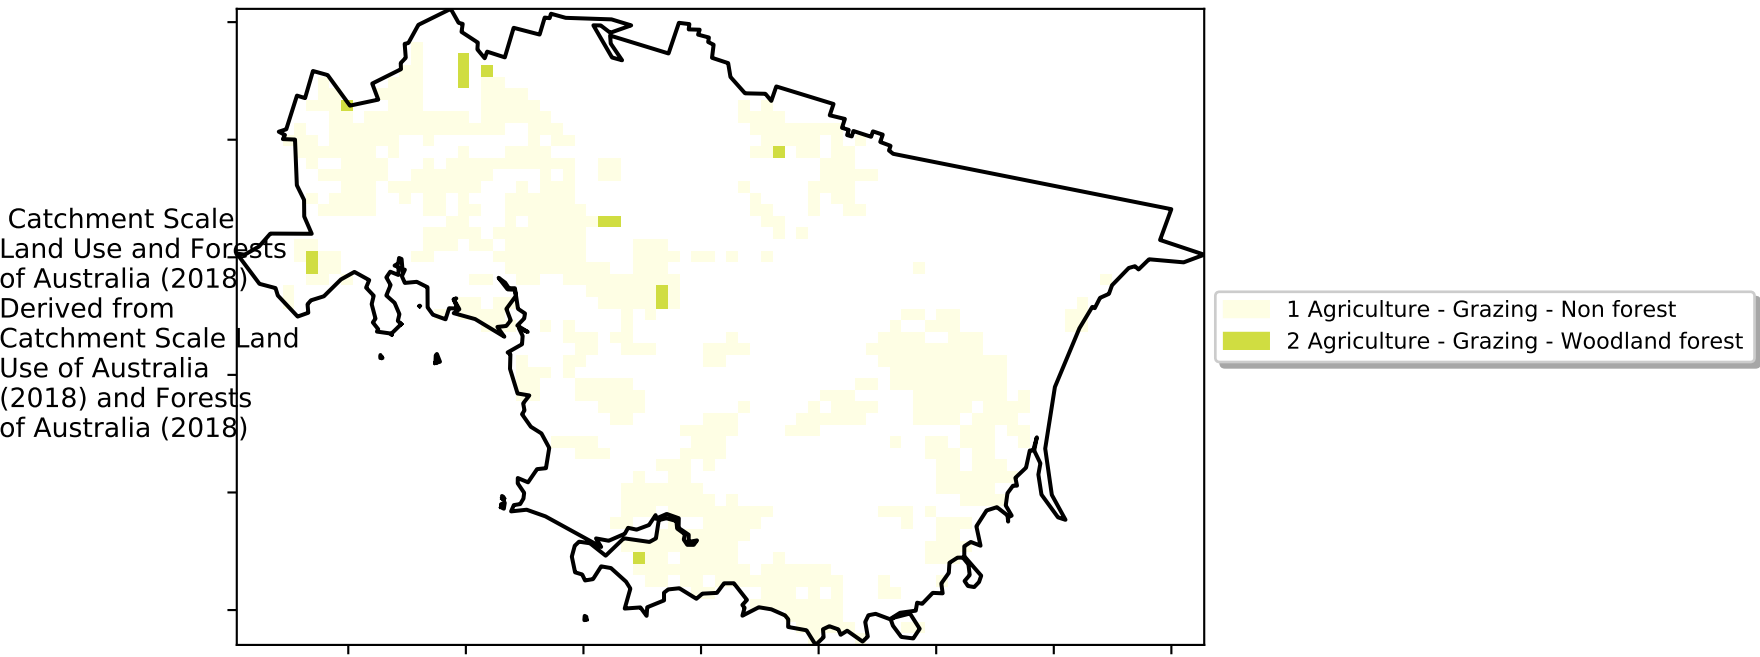 Catchment Scale
Land Use and Forests
of Australia (2018)
Derived from
Catchment Scale Land
Use of Australia
(2018) and Forests
of Australia (2018)
1 Agriculture - Grazing - Non forest
2 Agriculture - Grazing - Woodland forest